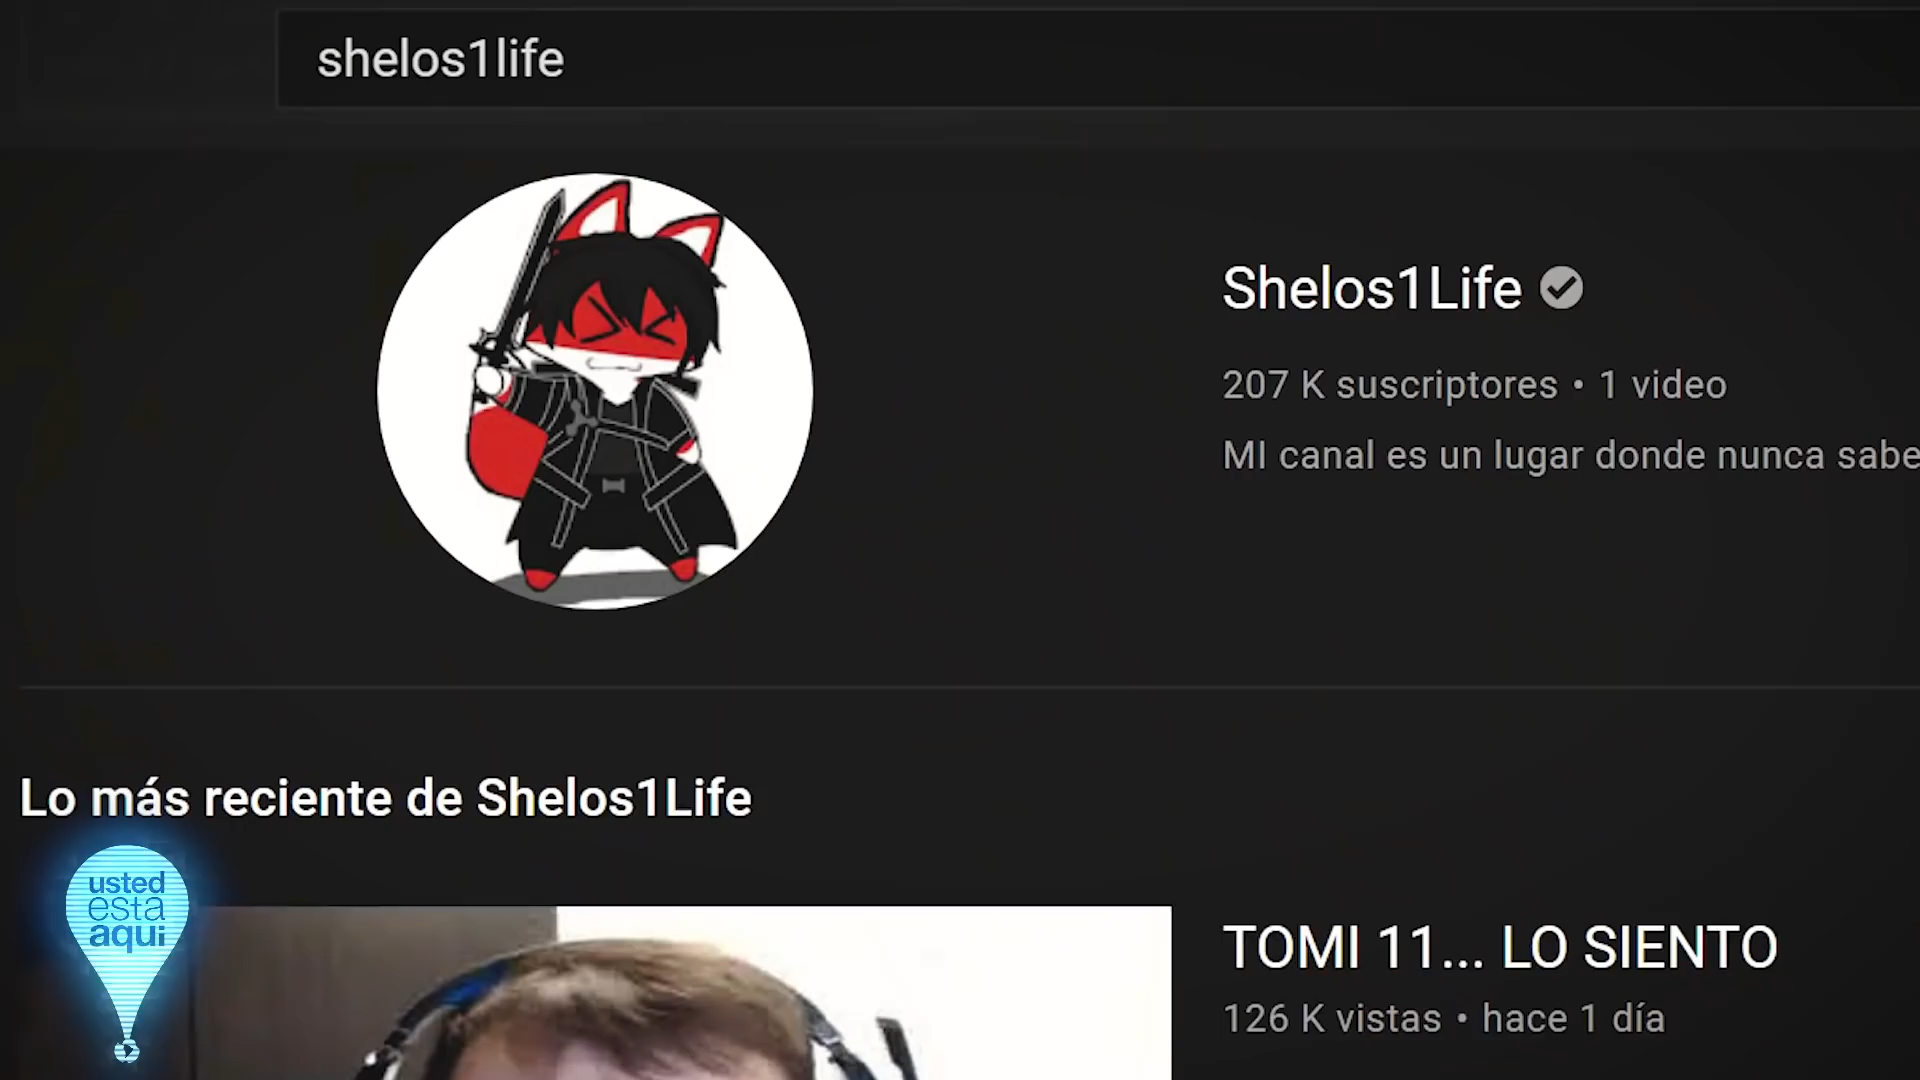 shelos1life
Shelos1Life
207 K suscriptores • 1 video
MI canal es un lugar donde nunca sabe
Lo más reciente de Shelos1Life
usted
esta
aqui
TOMI 11... LO SIENTO
126 K vistas • hace 1 día